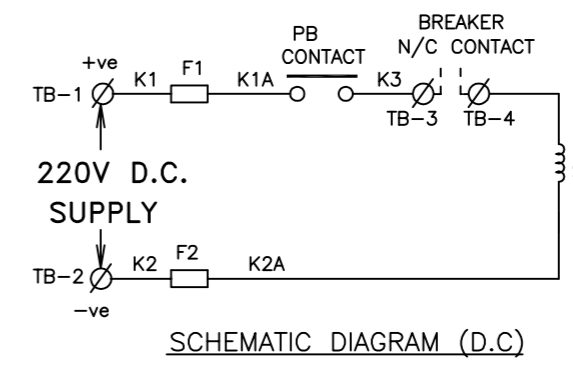 BREAKER
PB
N/C CONTACT
CONTACT
+ve
K1
F1
K1A
K3
TB-1
TB-3
TB-4
220V D.C.
SUPPLY
TB-2
K2
F2
K2A
-ve
SCHEMATIC DIAGRAM (D.C)